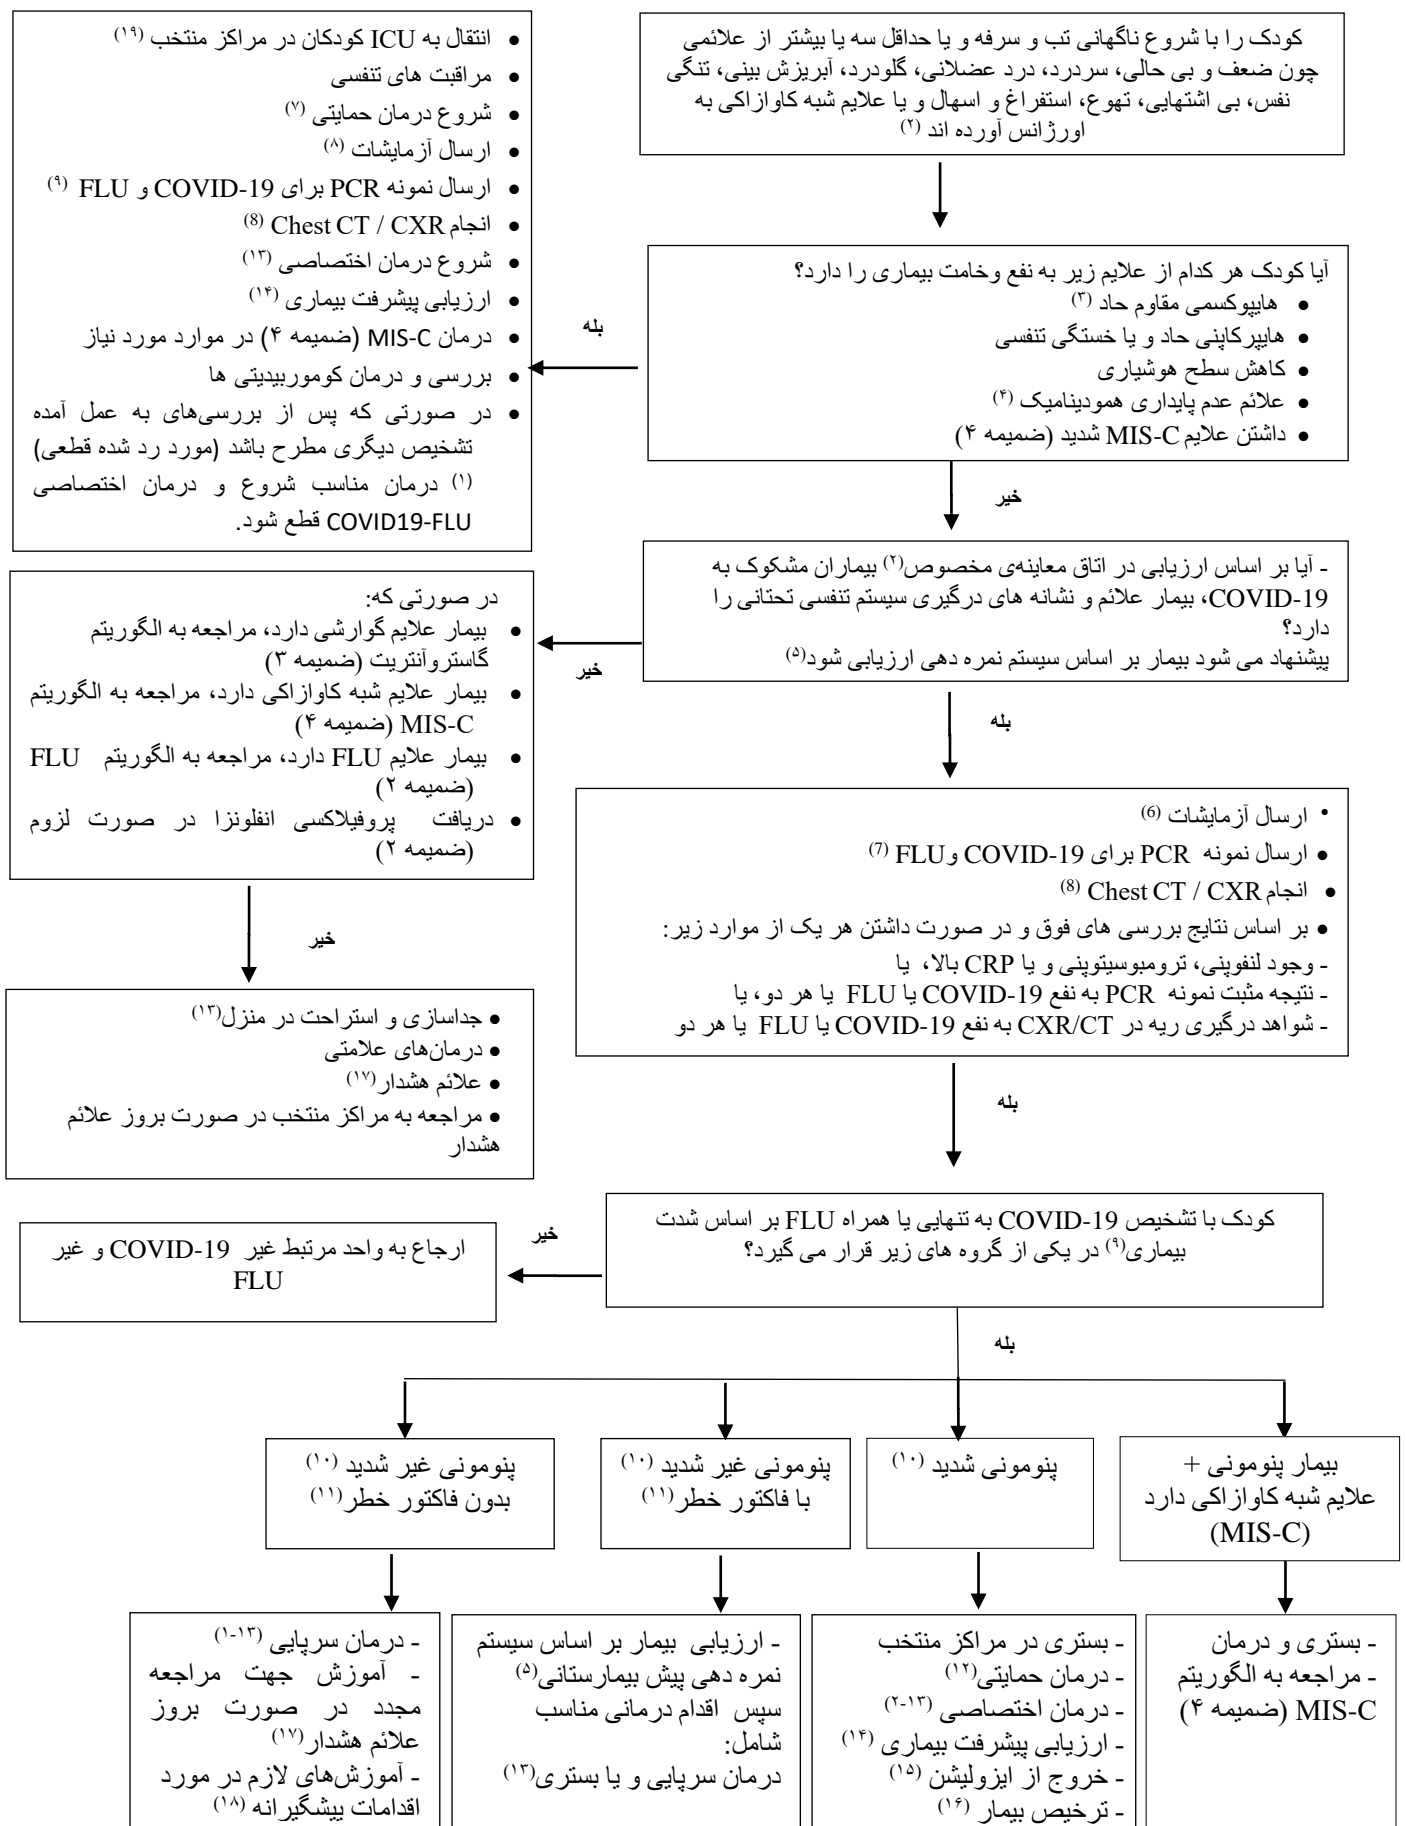 کودک را با شروع ناگهانی تب و سرفه و یا حداقل سه یا بیشتر از علائمی
چون ضعف و بی حالی، سردرد، درد عضلانی، گلودرد، آبریزش بینی، تنگی
نفس، بی اشتهایی، تهوع، استفراغ و اسهال و یا علایم شبه کاوازاکی به
اورژانس آورده اند (۲)
• انتقال به ICU کودکان در مراکز منتخب (۱۹)
• مراقبت های تنفسی
• شروع درمان حمایتی (۷)
• ارسال آزمایشات (۸)
• ارسال نمونه PCR برای COVID-19 و FLU (۹)
• انجام Chest CT / CXR (8)
• شروع درمان اختصاصی (۱۳)
• ارزیابی پیشرفت بیماری (۱۴)
• درمان MIS-C (ضمیمه ۴) در موارد مورد نیاز
• بررسی و درمان کوموربیدیتی ها
• در صورتی که پس از بررسی‌های به عمل آمده
تشخیص دیگری مطرح باشد (مورد رد شده قطعی)
(۱) درمان مناسب شروع و درمان اختصاصی
COVID19-FLU قطع شود.
آیا کودک هر کدام از علایم زیر به نفع وخامت بیماری را دارد؟
• هایپوکسمی مقاوم حاد (۳)
• هایپرکاپنی حاد و یا خستگی تنفسی
• کاهش سطح هوشیاری
• علائم عدم پایداری همودینامیک (۴)
• داشتن علایم MIS-C شدید (ضمیمه ۴)
بله
خیر
- آیا بر اساس ارزیابی در اتاق معاینه‌ی مخصوص(۲) بیماران مشکوک به
COVID-19، بیمار علائم و نشانه های درگیری سیستم تنفسی تحتانی را
دارد؟
پیشنهاد می شود بیمار بر اساس سیستم نمره دهی ارزیابی شود(۵)
خیر
بله
در صورتی که:
• بیمار علایم گوارشی دارد، مراجعه به الگوریتم
گاستروآنتریت (ضمیمه ۳)
• بیمار علایم شبه کاوازاکی دارد، مراجعه به الگوریتم
MIS-C (ضمیمه ۴)
• بیمار علایم FLU دارد، مراجعه به الگوریتم FLU
(ضمیمه ۲)
• دریافت پروفیلاکسی انفلونزا در صورت لزوم
(ضمیمه ۲)
خیر
• ارسال آزمایشات (6)
• ارسال نمونه PCR برای COVID-19 وFLU (7)
• انجام Chest CT / CXR (8)
• بر اساس نتایج بررسی های فوق و در صورت داشتن هر یک از موارد زیر:
- وجود لنفوپنی، ترومبوسیتوپنی و یا CRP بالا، یا
- نتیجه مثبت نمونه PCR به نفع COVID-19 یا FLU یا هر دو، یا
- شواهد درگیری ریه در CXR/CT به نفع COVID-19 یا FLU یا هر دو
بله
• جداسازی و استراحت در منزل(۱۳)
• درمان‌های علامتی
• علائم هشدار(۱۷)
• مراجعه به مراکز منتخب در صورت بروز علائم
هشدار
کودک با تشخیص COVID-19 به تنهایی یا همراه FLU بر اساس شدت
بیماری(۹) در یکی از گروه های زیر قرار می گیرد؟
خیر
ارجاع به واحد مرتبط غیر COVID-19 و غیر
FLU
بله
بیمار پنومونی +
علایم شبه کاوازاکی دارد
(MIS-C)
پنومونی شدید (۱۰)
پنومونی غیر شدید (۱۰)
با فاکتور خطر(۱۱)
پنومونی غیر شدید (۱۰)
بدون فاکتور خطر(۱۱)
- بستری و درمان
- مراجعه به الگوریتم
MIS-C (ضمیمه ۴)
- بستری در مراکز منتخب
- درمان حمایتی(۱۲)
- درمان اختصاصی (۱۳-۲)
- ارزیابی پیشرفت بیماری (۱۴)
- خروج از ایزولیشن (۱۵)
- ترخیص بیمار (۱۶)
- ارزیابی بیمار بر اساس سیستم
نمره دهی پیش بیمارستانی(۵)
سپس اقدام درمانی مناسب
شامل:
درمان سرپایی و یا بستری(۱۳)
- درمان سرپایی (۱۳-۱)
- آموزش جهت مراجعه
مجدد در صورت بروز
علائم هشدار(۱۷)
- آموزش‌های لازم در مورد
اقدامات پیشگیرانه (۱۸)